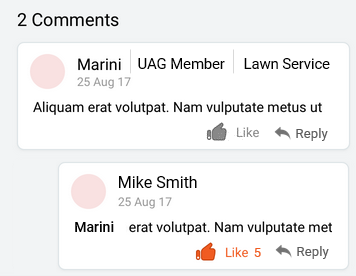 2 Comments
Marini UAG Member Lawn Service
25 Aug 17
Aliquam erat volutpat. Nam vulputate metus ut
Like Reply
Mike Smith
25 Aug 17
Marini erat volutpat. Nam vulputate met
Like 5 Reply